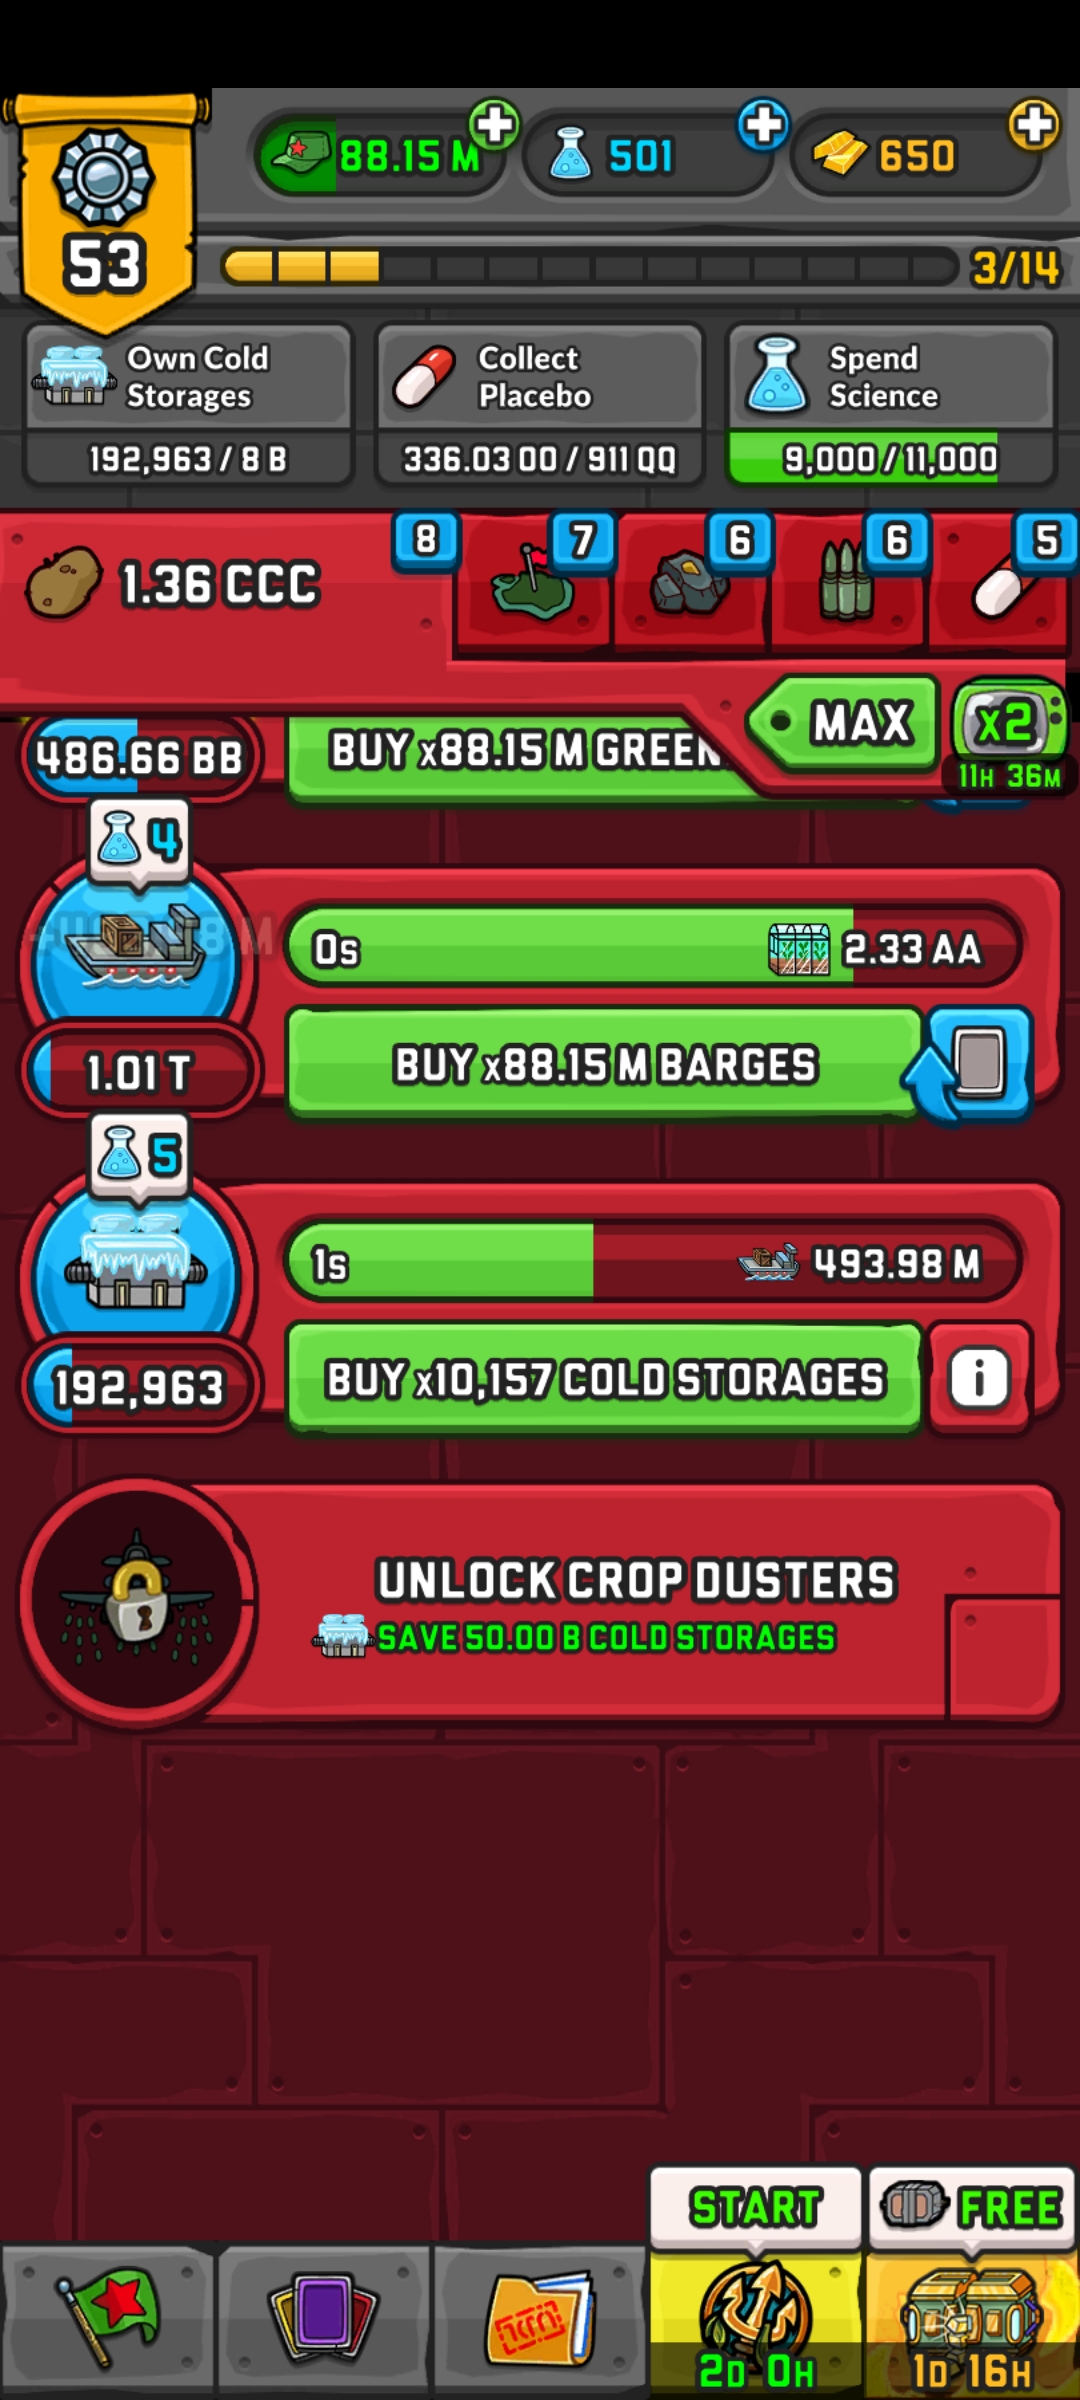 88.15 M
501
650
53
3/14
Own Cold
Storages
192,963 / 8 B
Collect
Placebo
336.03 OO / 911 QQ
Spend
Science
9,000 / 11,000
1.36 CCC
8
7
6
6
5
MAX
x2
11H 36M
486.66 BB
BUY x88.15 M GREEN
4
0s
2.33 AA
1.01 T
BUY x88.15 M BARGES
5
1s
493.98 M
192,963
BUY x10,157 COLD STORAGES
i
UNLOCK CROP DUSTERS
SAVE 50.00 B COLD STORAGES
START
FREE
2D 0H
1D 16H